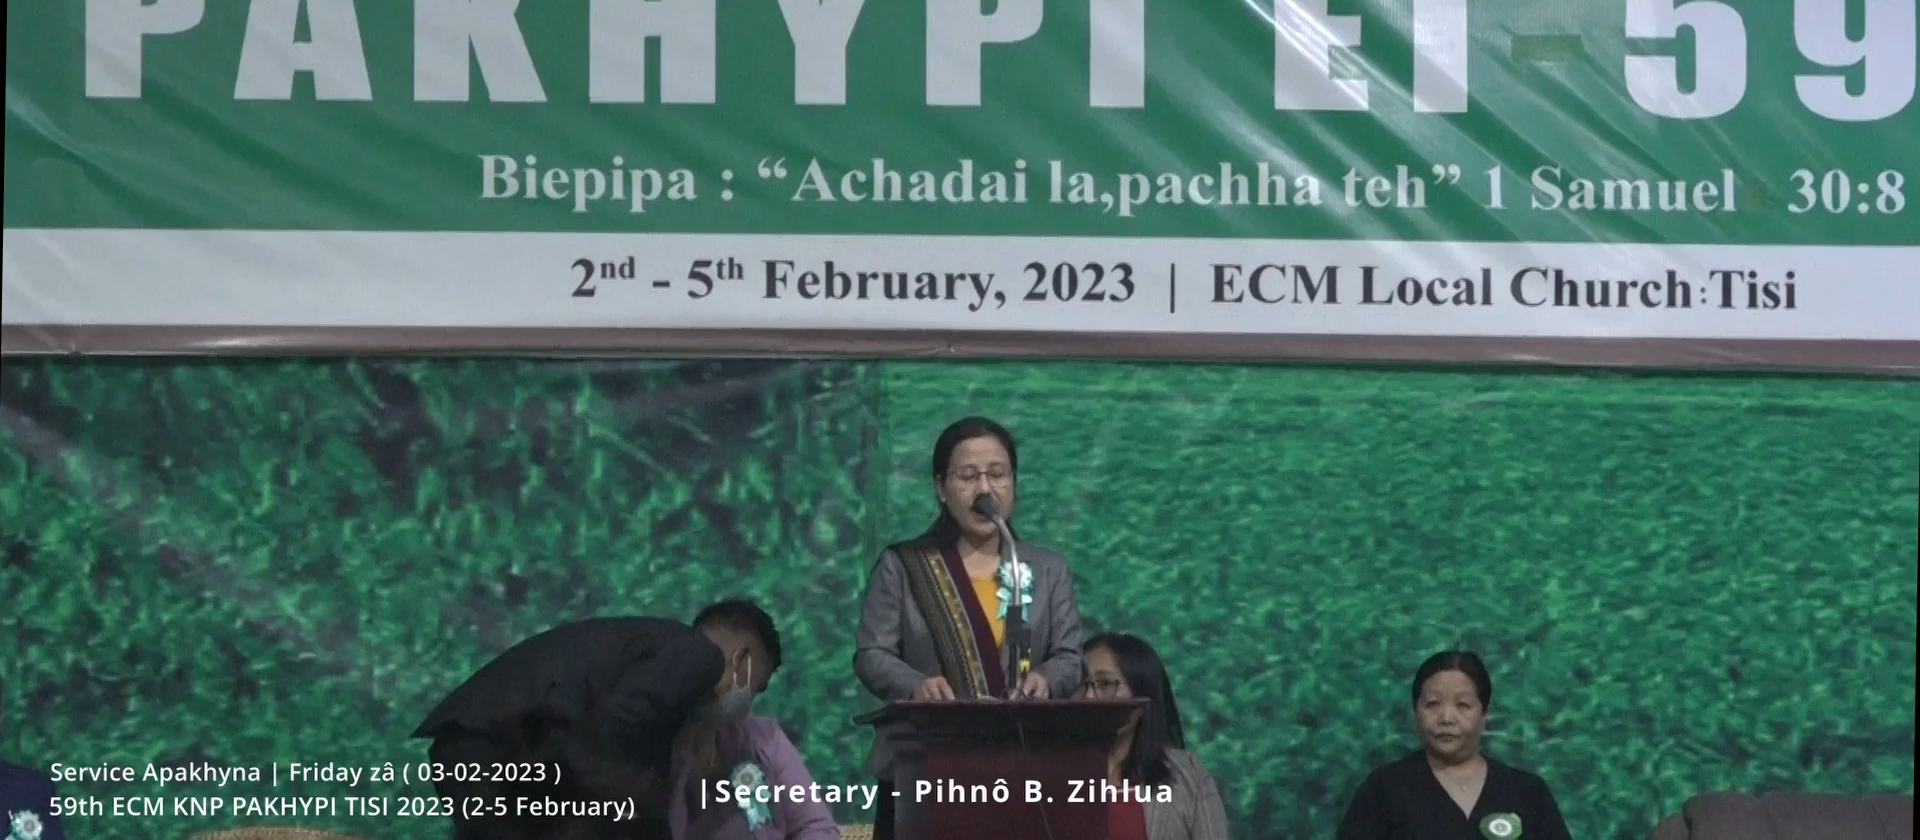 PAKHYPI EI-59
Biepipa : “Achadai la,pachha teh” 1 Samuel 30:8
2nd - 5th February, 2023 | ECM Local Church:Tisi
Service Apakhyna | Friday zâ ( 03-02-2023 )
59th ECM KNP PAKHYPI TISI 2023 (2-5 February)
|Secretary - Pihnô B. Zihlua